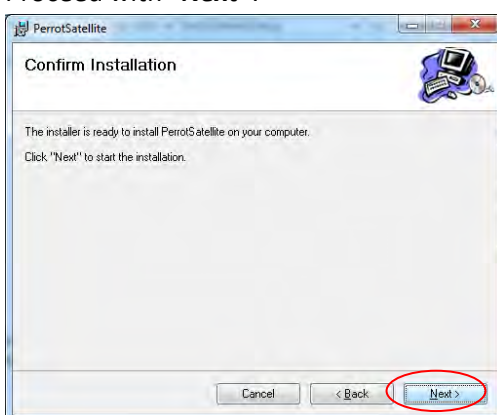 Proceed with "Next".
PerrotSatellite
Confirm Installation
The installer is ready to install PerrotSatellite on your computer.
Click "Next" to start the installation.
Cancel
< Back
Next >